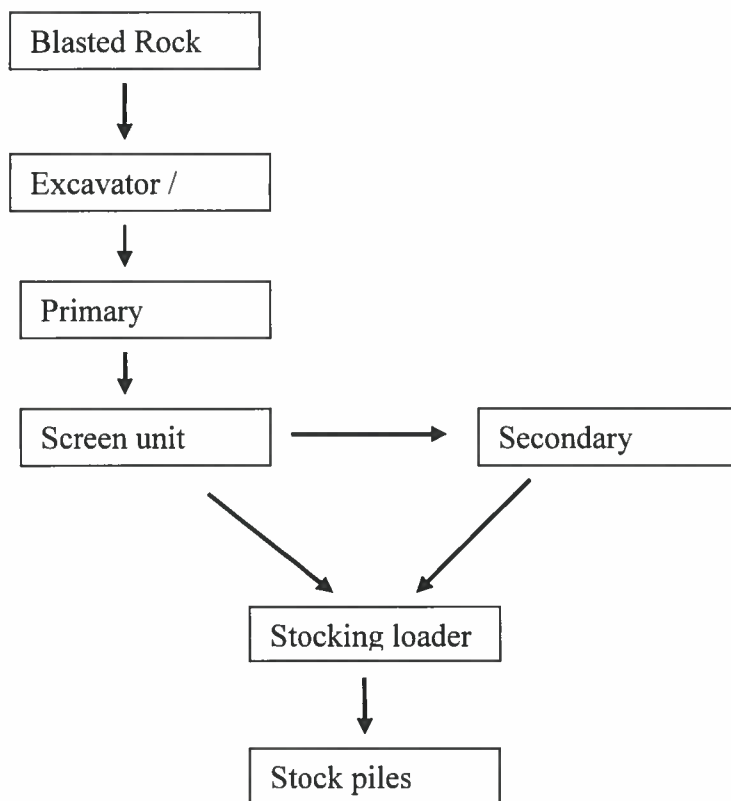 Blasted Rock
Excavator /
Primary
Screen unit
Secondary
Stocking loader
Stock piles